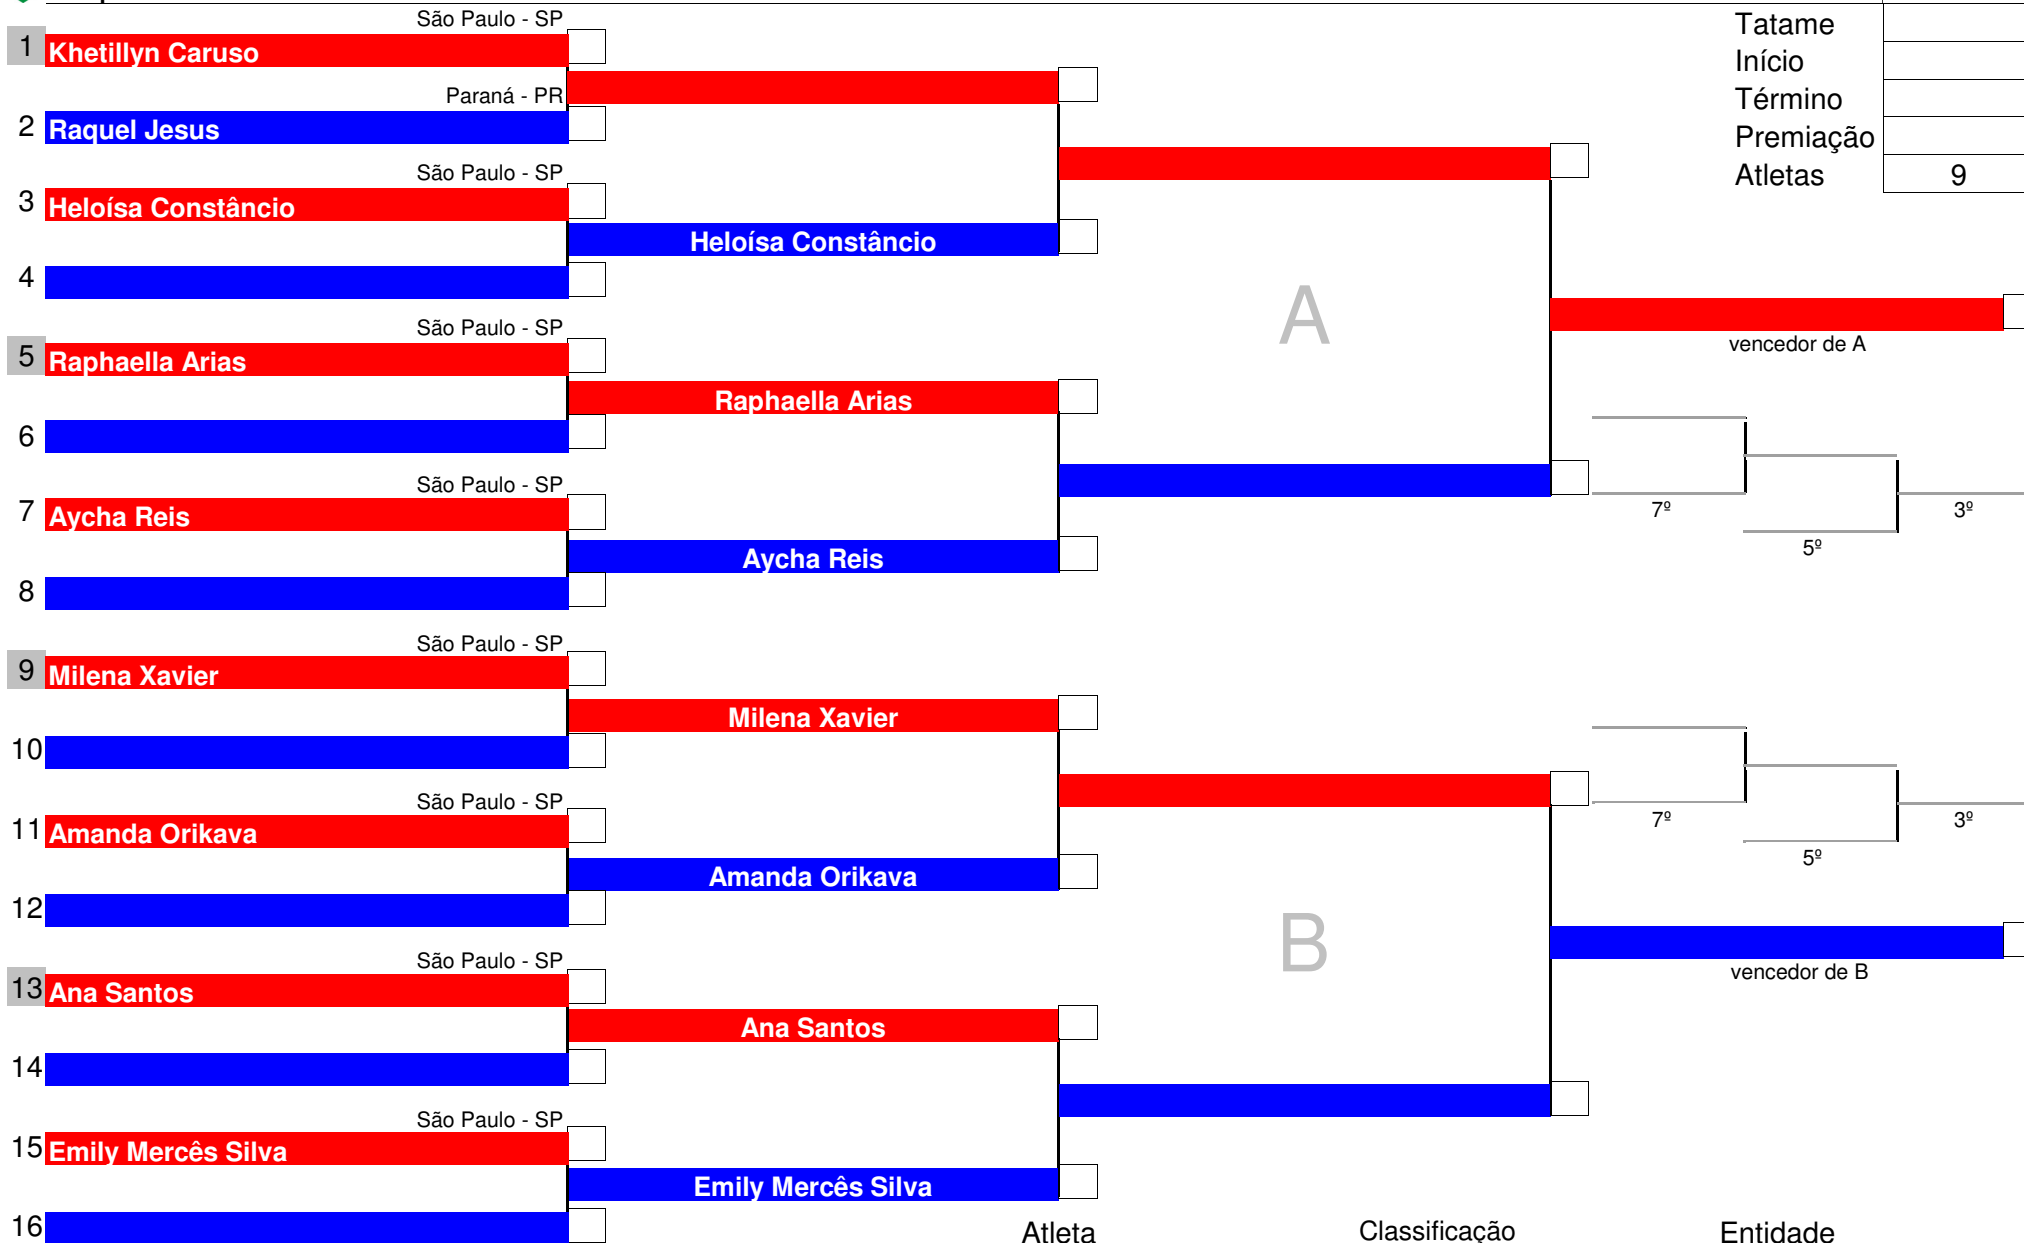 São Paulo - SP
Tatame
1 Khetillyn Caruso
Início
Paraná - PR
Término
2 Raquel Jesus
Premiação
São Paulo - SP
Atletas 9
3 Heloísa Constâncio
Heloísa Constâncio
4
A
São Paulo - SP
vencedor de A
5 Raphaella Arias
Raphaella Arias
6
São Paulo - SP
7º 3º
7 Aycha Reis
5º
Aycha Reis
8
São Paulo - SP
9 Milena Xavier
Milena Xavier
10
São Paulo - SP
7º 3º
11 Amanda Orikava
5º
Amanda Orikava
12
B
São Paulo - SP
vencedor de B
13 Ana Santos
Ana Santos
14
São Paulo - SP
15 Emily Mercês Silva
Emily Mercês Silva
16
Atleta Classificação Entidade